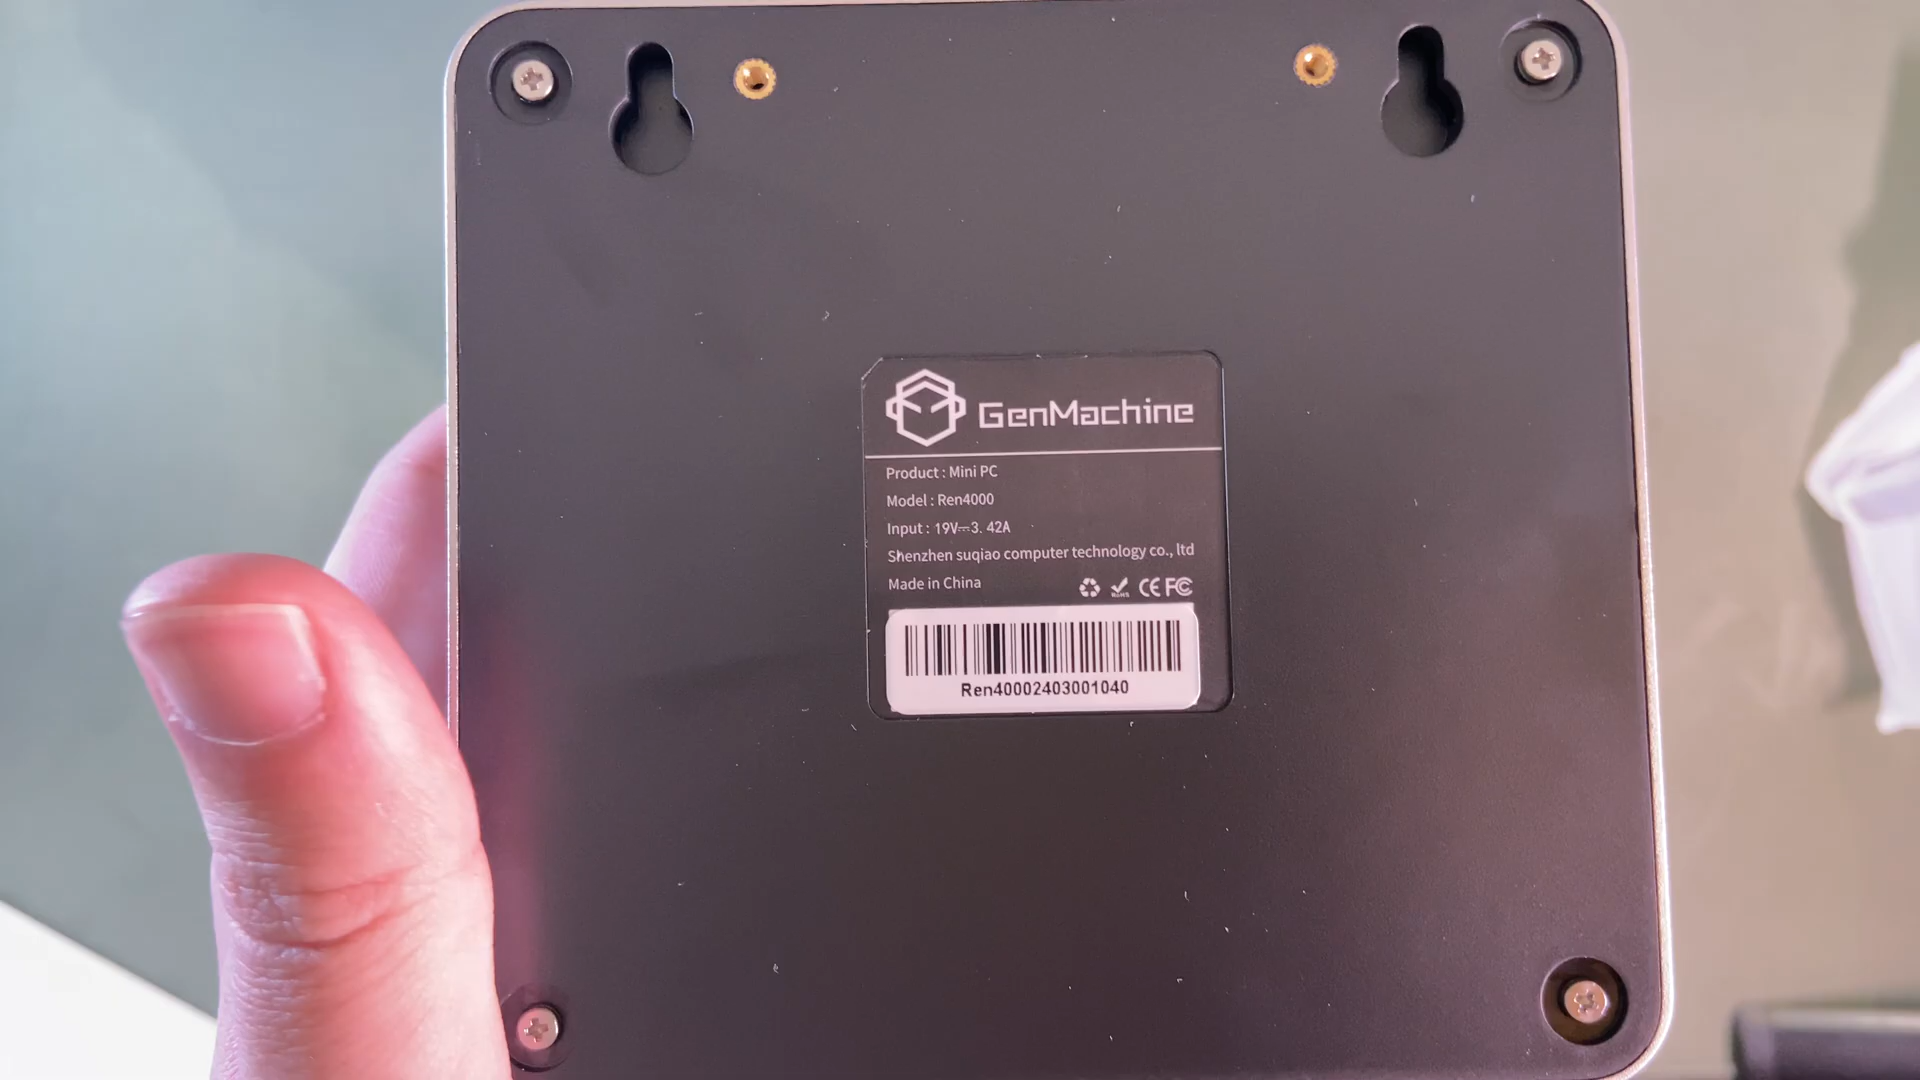 GenMachine
Product : Mini PC
Model : Ren4000
Input : 19V⎓3. 42A
Shenzhen suqiao computer technology co., ltd
Made in China
RoHS CE FC
Ren40002403001040